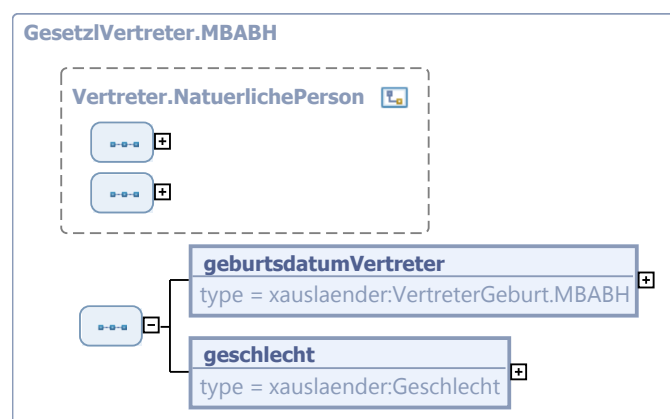 GesetzlVertreter.MBABH
Vertreter.NatuerlichePerson
geburtsdatumVertreter
type = xauslaender:VertreterGeburt.MBABH
geschlecht
type = xauslaender:Geschlecht